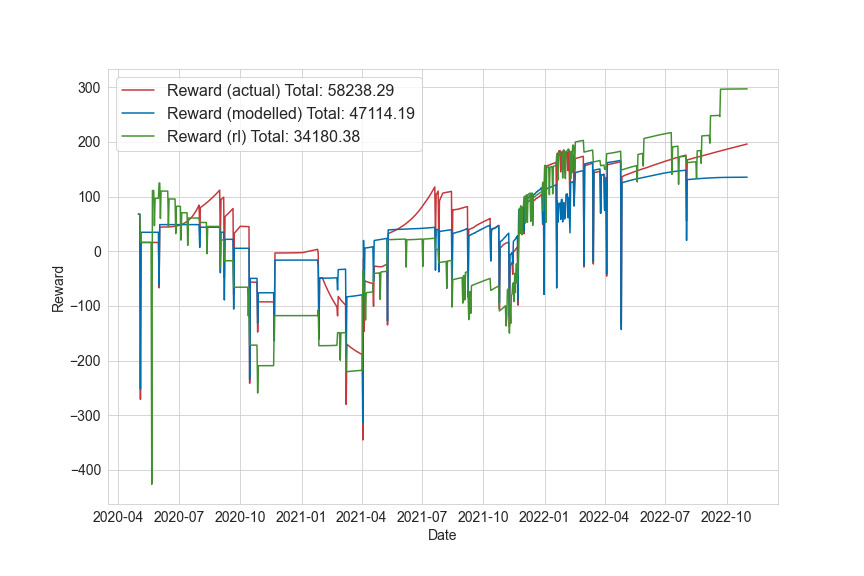 Reward (actual) Total: 58238.29
Reward (modelled) Total: 47114.19
Reward (rl) Total: 34180.38
300
200
100
0
−100
−200
−300
−400
Reward
2020-04 2020-07 2020-10 2021-01 2021-04 2021-07 2021-10 2022-01 2022-04 2022-07 2022-10
Date